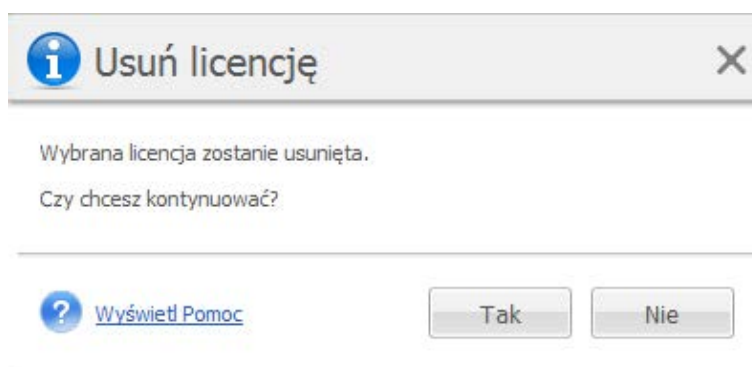 Usuń licencję
Wybrana licencja zostanie usunięta.
Czy chcesz kontynuować?
Wyświetl Pomoc
Tak
Nie